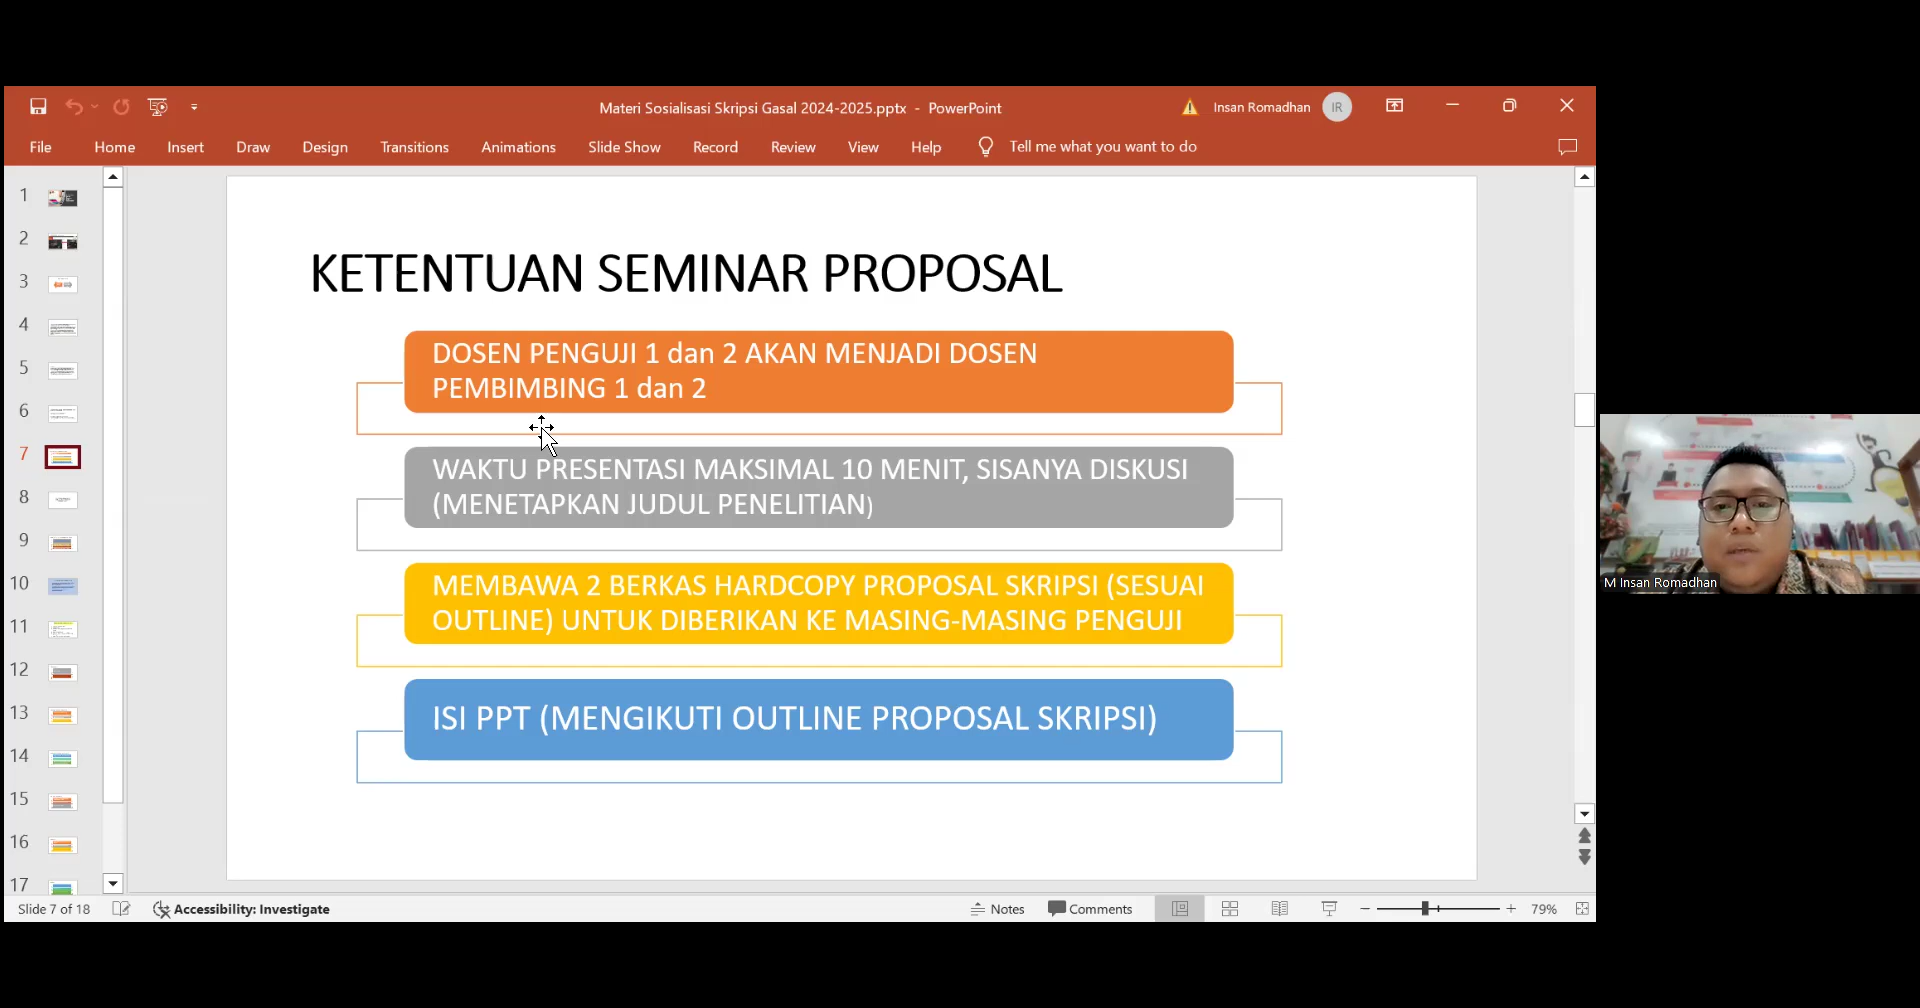 Materi Sosialisasi Skripsi Gasal 2024-2025.pptx - PowerPoint
Insan Romadhan
IR
File Home Insert Draw Design Transitions Animations Slide Show Record Review View Help Tell me what you want to do
1
2
3
4
5
6
7
8
9
10
11
12
13
14
15
16
17
KETENTUAN SEMINAR PROPOSAL
DOSEN PENGUJI 1 dan 2 AKAN MENJADI DOSEN
PEMBIMBING 1 dan 2
WAKTU PRESENTASI MAKSIMAL 10 MENIT, SISANYA DISKUSI
(MENETAPKAN JUDUL PENELITIAN)
MEMBAWA 2 BERKAS HARDCOPY PROPOSAL SKRIPSI (SESUAI
OUTLINE) UNTUK DIBERIKAN KE MASING-MASING PENGUJI
ISI PPT (MENGIKUTI OUTLINE PROPOSAL SKRIPSI)
M Insan Romadhan
Slide 7 of 18 Accessibility: Investigate Notes Comments 79%